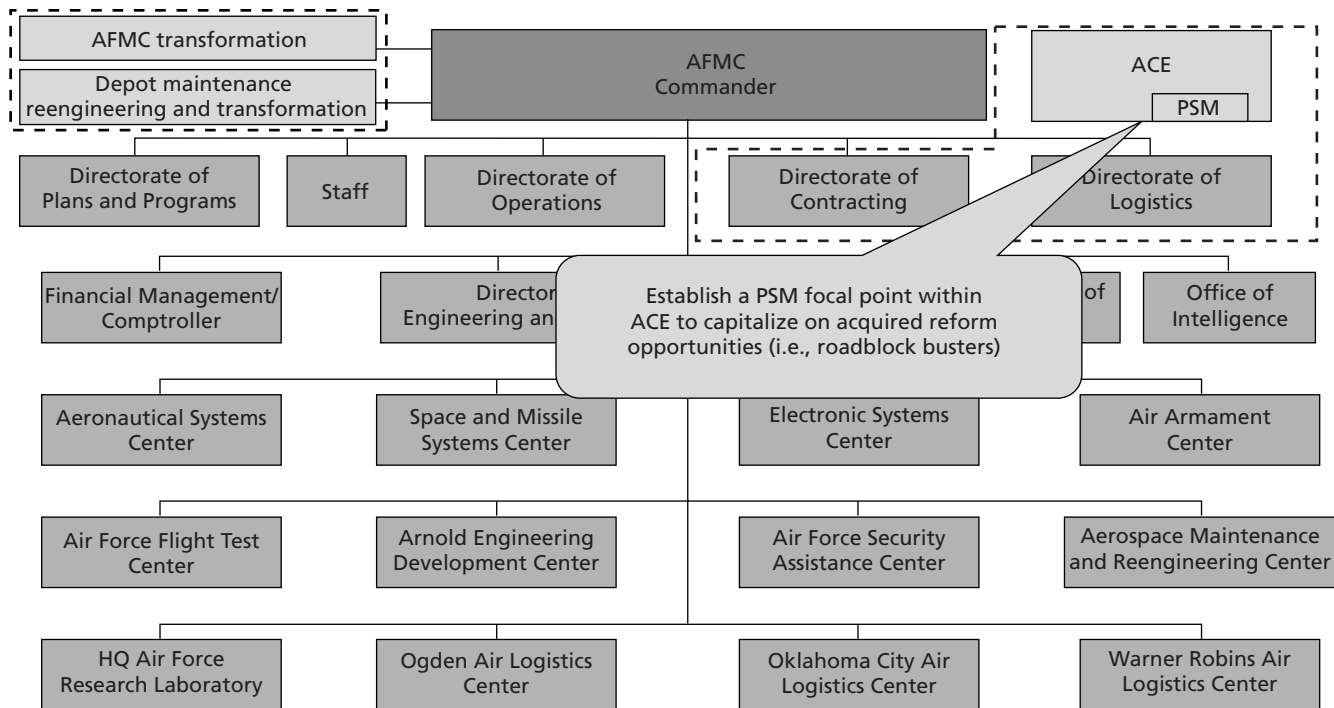 AFMC transformation
Depot maintenance
reengineering and transformation
AFMC
Commander
ACE
PSM
Directorate of
Plans and Programs
Staff
Directorate of
Operations
Directorate of
Contracting
Directorate of
Logistics
Financial Management/
Comptroller
Engineering and
Establish a PSM focal point within
ACE to capitalize on acquired reform
opportunities (i.e., roadblock busters)
of
Office of
Intelligence
Aeronautical Systems
Center
Space and Missile
Systems Center
Electronic Systems
Center
Air Armament
Center
Air Force Flight Test
Center
Arnold Engineering
Development Center
Air Force Security
Assistance Center
Aerospace Maintenance
and Reengineering Center
HQ Air Force
Research Laboratory
Ogden Air Logistics
Center
Oklahoma City Air
Logistics Center
Warner Robins Air
Logistics Center